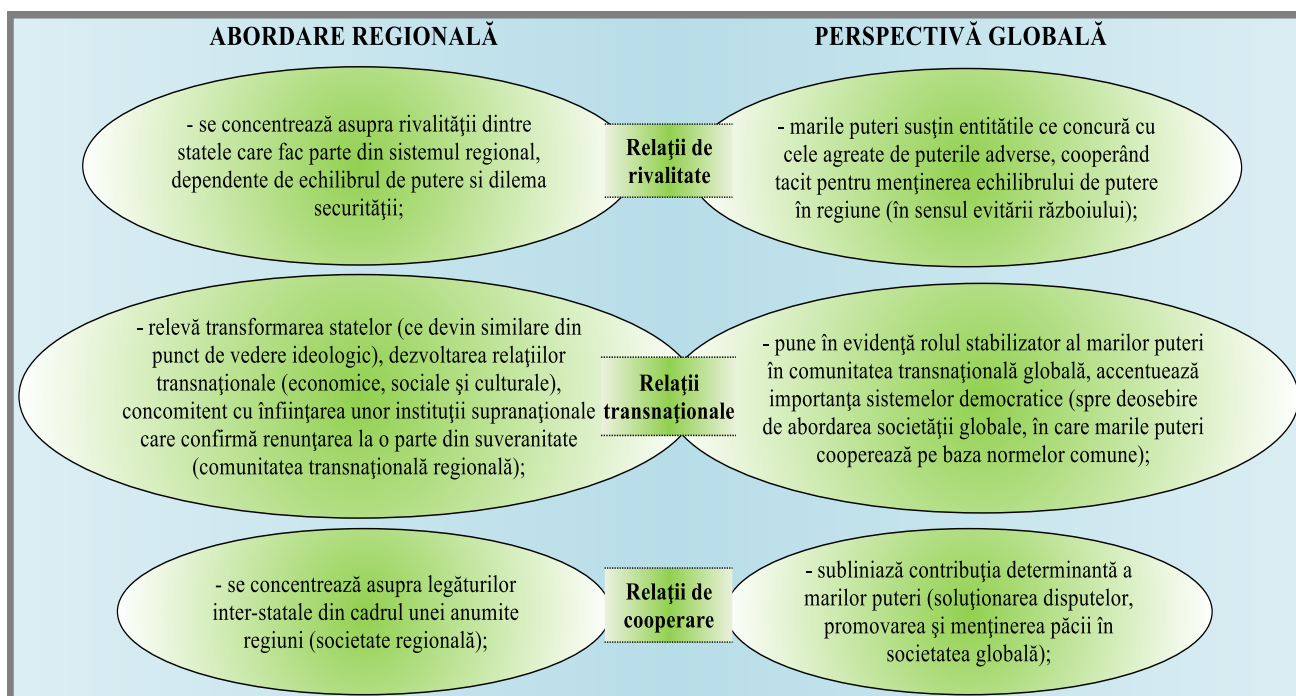 ABORDARE REGIONALĂ
PERSPECTIVĂ GLOBALĂ
- se concentrează asupra rivalităţii dintre
statele care fac parte din sistemul regional,
dependente de echilibrul de putere si dilema
securităţii;
Relaţii de
rivalitate
- marile puteri susţin entităţile ce concură cu
cele agreate de puterile adverse, cooperând
tacit pentru menţinerea echilibrului de putere
în regiune (în sensul evitării războiului);
- relevă transformarea statelor (ce devin similare din
punct de vedere ideologic), dezvoltarea relaţiilor
transnaţionale (economice, sociale şi culturale),
concomitent cu înfiinţarea unor instituţii supranaţionale
care confirmă renunţarea la o parte din suveranitate
(comunitatea transnaţională regională);
Relaţii
transnaţionale
- pune în evidenţă rolul stabilizator al marilor puteri
în comunitatea transnaţională globală, accentuează
importanţa sistemelor democratice (spre deosebire
de abordarea societăţii globale, în care marile puteri
cooperează pe baza normelor comune);
- se concentrează asupra legăturilor
inter-statale din cadrul unei anumite
regiuni (societate regională);
Relaţii de
cooperare
- subliniază contribuţia determinantă a
marilor puteri (soluţionarea disputelor,
promovarea şi menţinerea păcii în
societatea globală);